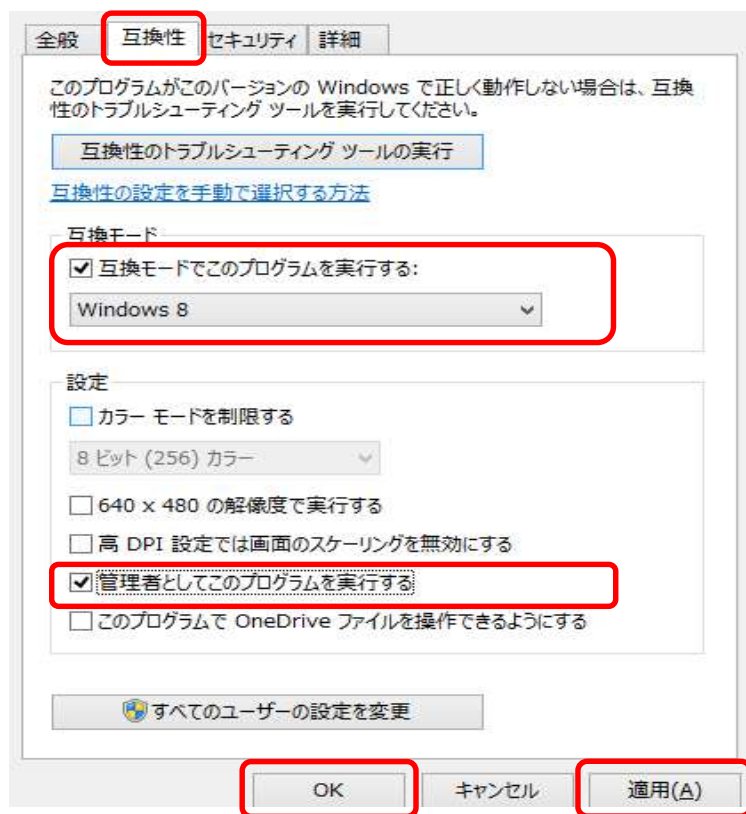 全般 互換性 セキュリティ 詳細
このプログラムがこのバージョンの Windows で正しく動作しない場合は、互換
性のトラブルシューティング ツールを実行してください。
互換性のトラブルシューティング ツールの実行
互換性の設定を手動で選択する方法
互換モード
互換モードでこのプログラムを実行する:
Windows 8
設定
カラー モードを制限する
8 ビット (256) カラー
640 x 480 の解像度で実行する
高 DPI 設定では画面のスケーリングを無効にする
管理者としてこのプログラムを実行する
このプログラムで OneDrive ファイルを操作できるようにする
すべてのユーザーの設定を変更
OK キャンセル 適用(A)